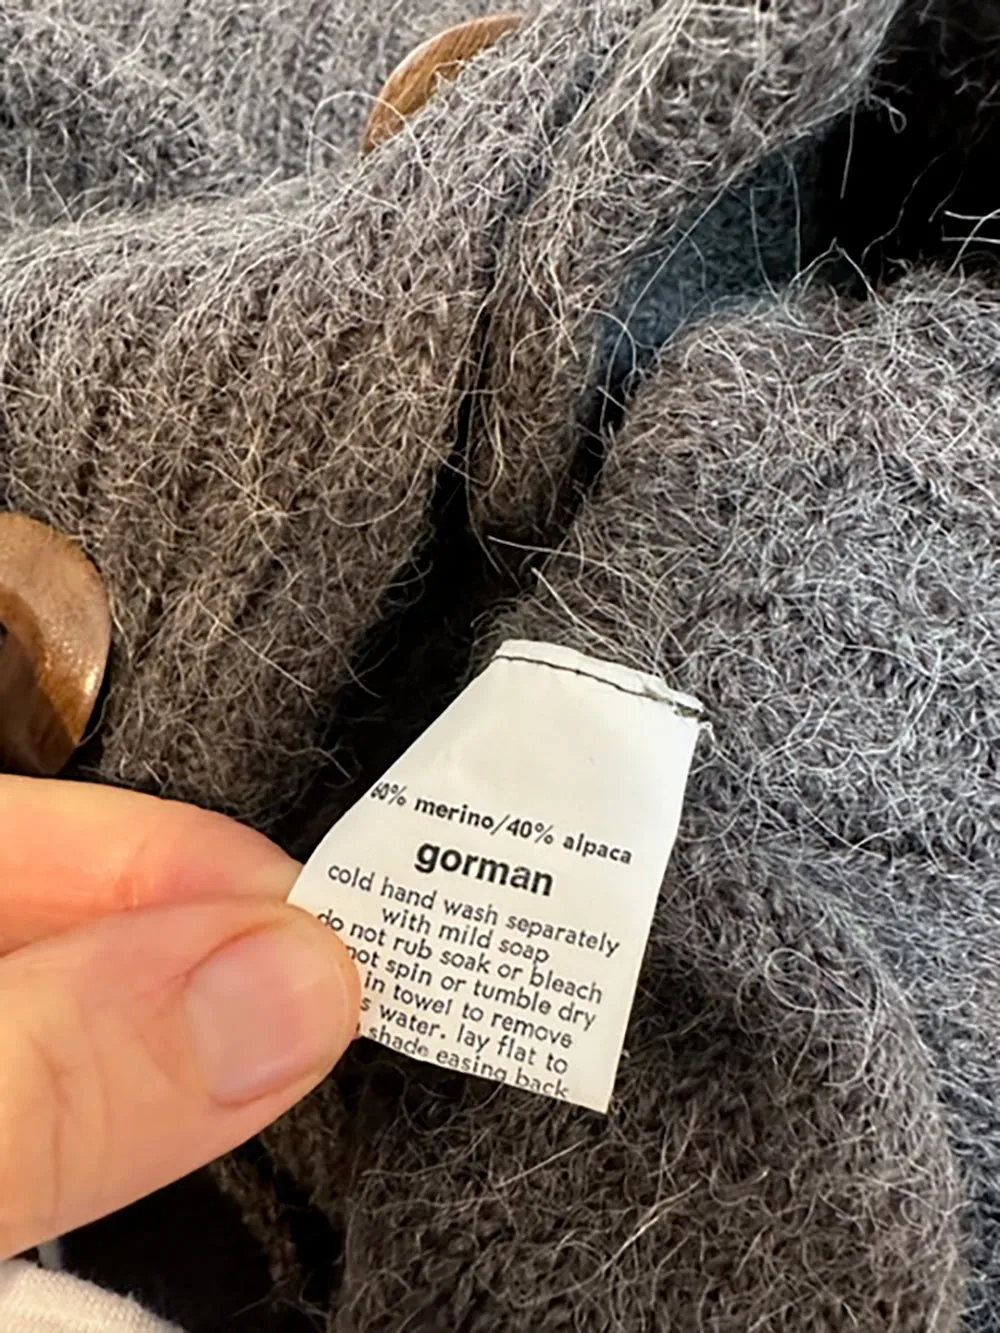 60% merino/40% alpaca
gorman
cold hand wash separately
with mild soap
do not rub soak or bleach
not spin or tumble dry
in towel to remove
s water. lay flat to
shade easing back